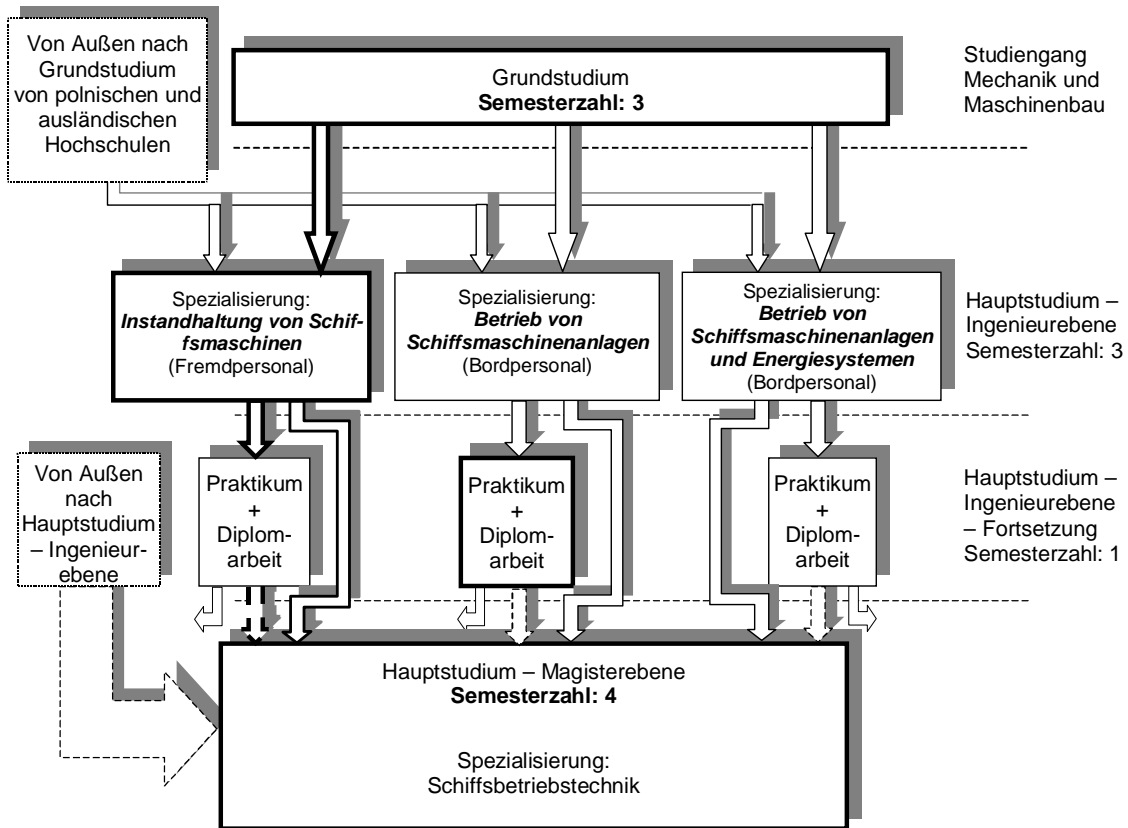 Von Außen nach
Grundstudium
von polnischen und
ausländischen
Hochschulen
Grundstudium
Semesterzahl: 3
Studiengang
Mechanik und
Maschinenbau
Spezialisierung:
Instandhaltung von Schif-
fsmaschinen
(Fremdpersonal)
Spezialisierung:
Betrieb von
Schiffsmaschinenanlagen
(Bordpersonal)
Spezialisierung:
Betrieb von
Schiffsmaschinenanlagen
und Energiesystemen
(Bordpersonal)
Hauptstudium –
Ingenieurebene
Semesterzahl: 3
Von Außen
nach
Hauptstudium
– Ingenieur-
ebene
Praktikum
+
Diplom-
arbeit
Praktikum
+
Diplom-
arbeit
Praktikum
+
Diplom-
arbeit
Hauptstudium –
Ingenieurebene
– Fortsetzung
Semesterzahl: 1
Hauptstudium – Magisterebene
Semesterzahl: 4
Spezialisierung:
Schiffsbetriebstechnik